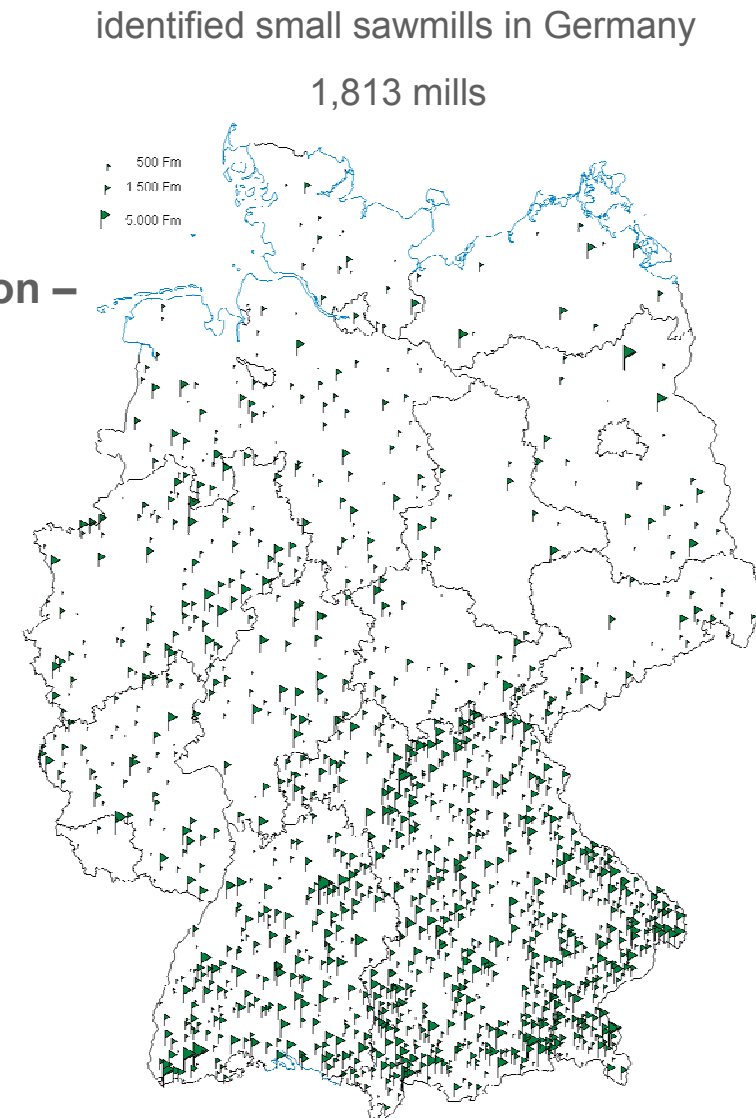 identified small sawmills in Germany
1,813 mills
500 Fm
1.500 Fm
5.000 Fm
on –